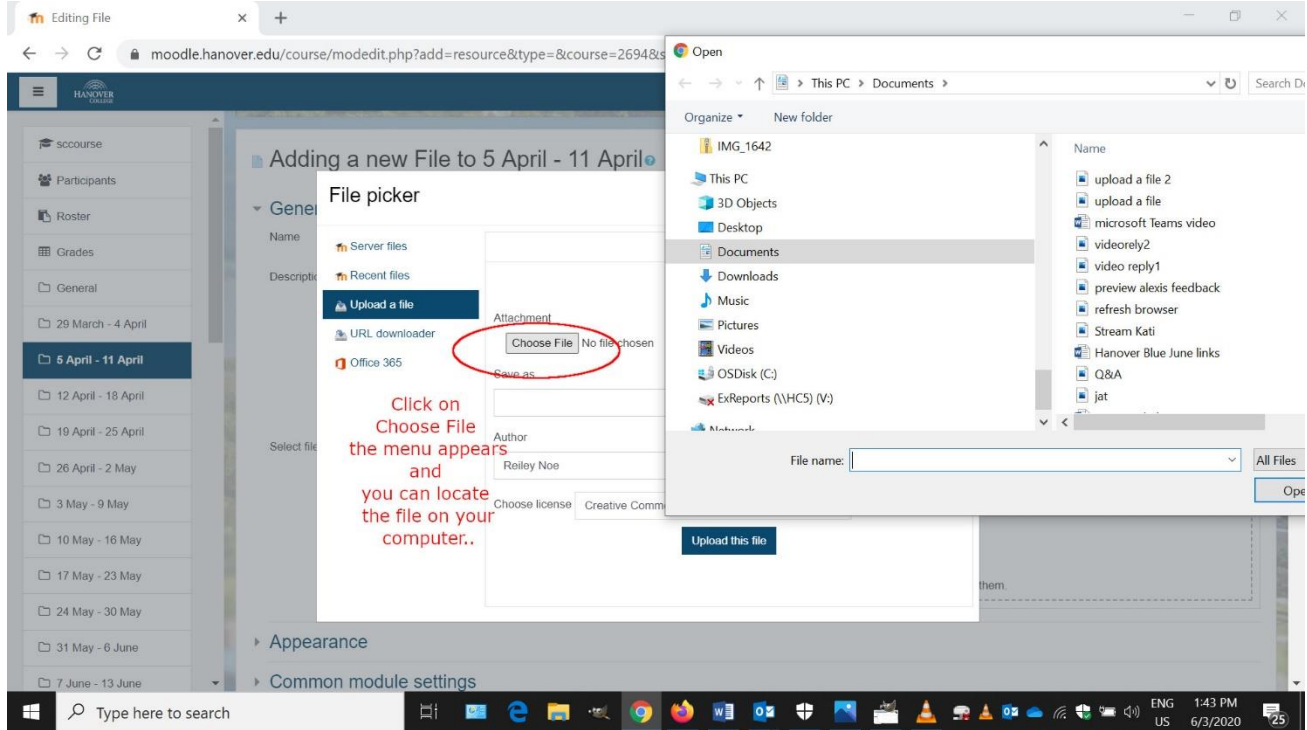 Editing File
moodle.hanover.edu/course/modedit.php?add=resource&type=&course=2694&s
HANOVER
COLLEGE
sccourse
Participants
Roster
Grades
General
29 March - 4 April
5 April - 11 April
12 April - 18 April
19 April - 25 April
26 April - 2 May
3 May - 9 May
10 May - 16 May
17 May - 23 May
24 May - 30 May
31 May - 6 June
7 June - 13 June
Adding a new File to 5 April - 11 April
Gener
Name
Descriptio
Select file
them.
Appearance
Common module settings
File picker
Server files
Recent files
Upload a file
URL downloader
Office 365
Attachment
Choose File No file chosen
Save as
Author
Reiley Noe
Choose license Creative Comm
Upload this file
Click on
Choose File
the menu appears
and
you can locate
the file on your
computer..
Open
This PC > Documents >
Search Do
Organize
New folder
IMG_1642
This PC
3D Objects
Desktop
Documents
Downloads
Music
Pictures
Videos
OSDisk (C:)
ExReports (\\HC5) (V:)
Network
Name
upload a file 2
upload a file
microsoft Teams video
videorely2
video reply1
preview alexis feedback
refresh browser
Stream Kati
Hanover Blue June links
Q&A
jat
File name:
All Files
Ope
Type here to search
ENG
US
1:43 PM
6/3/2020
25